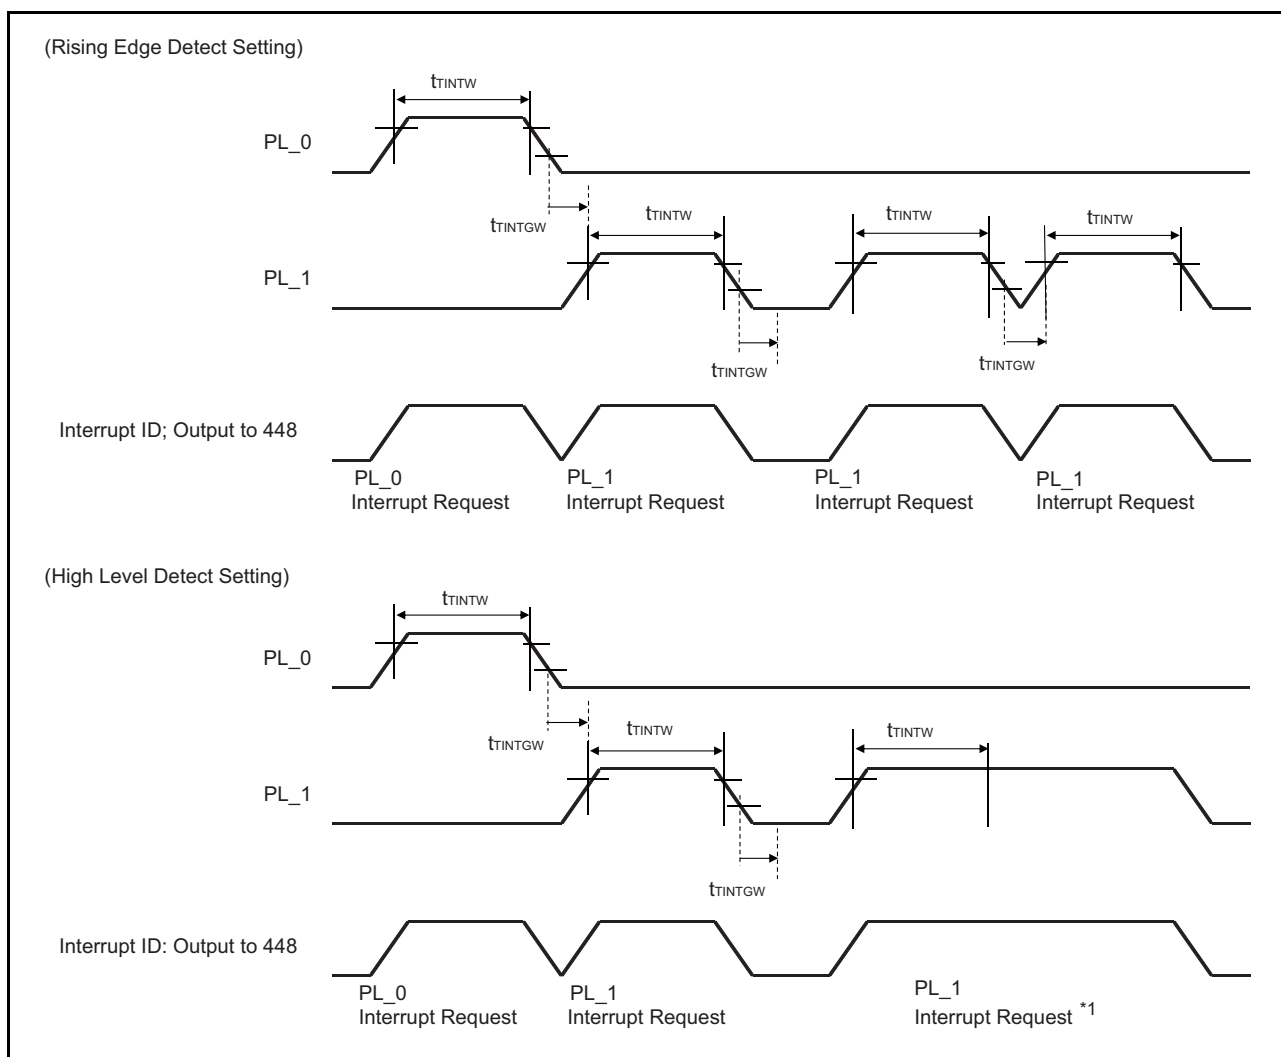 (Rising Edge Detect Setting)
tTINTW
PL_0
tTINTGW
tTINTW
tTINTW
tTINTW
PL_1
tTINTGW
tTINTGW
Interrupt ID; Output to 448
PL_0
Interrupt Request
PL_1
Interrupt Request
PL_1
Interrupt Request
PL_1
Interrupt Request
(High Level Detect Setting)
tTINTW
PL_0
tTINTGW
tTINTW
tTINTW
PL_1
tTINTGW
Interrupt ID: Output to 448
PL_0
Interrupt Request
PL_1
Interrupt Request
PL_1
Interrupt Request *1